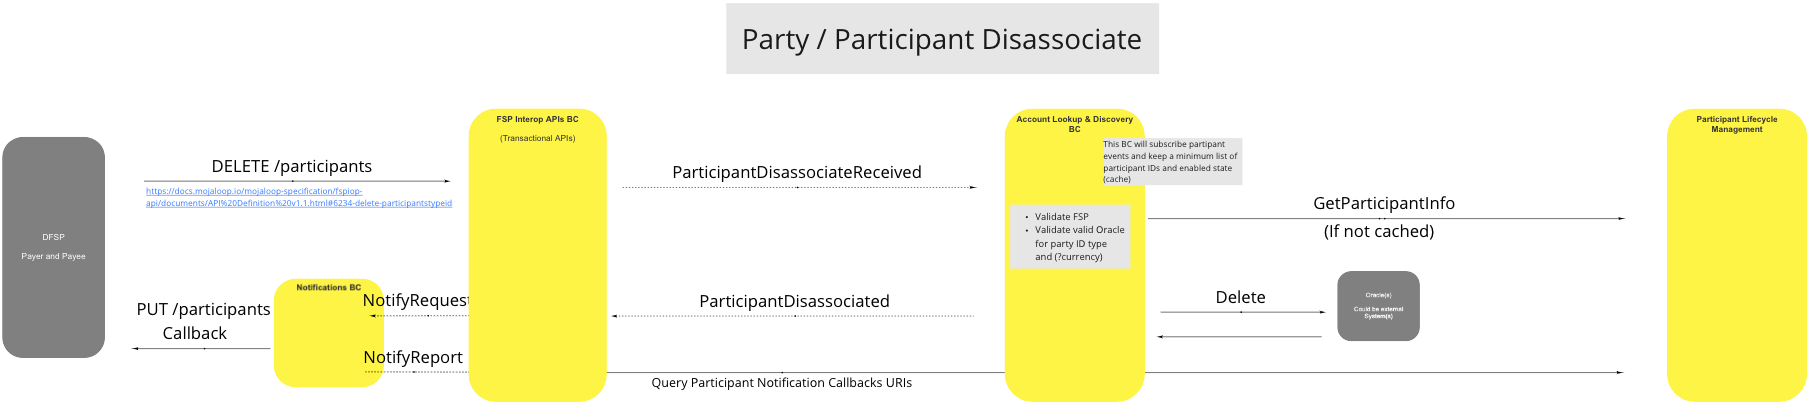 Party / Participant Disassociate
FSP Interop APIs BC
(Transactional APIs)
Account Lookup & Discovery
BC
Participant Lifecycle
Management
This BC will subscribe partipant
events and keep a minimum list of
participant IDs and enabled state
(cache)
DELETE /participants
https://docs.mojaloop.io/mojaloop-specification/fspiop-
api/documents/API%20Definition%20v1.1.html#6234-delete-participantstypeid
ParticipantDisassociateReceived
GetParticipantInfo
(If not cached)
• Validate FSP
• Validate valid Oracle
for party ID type
and (?currency)
DFSP
Payer and Payee
Notifications BC
PUT /participants
Callback
NotifyRequest
ParticipantDisassociated
Delete
Oracle(s)
Could be external
System(s)
NotifyReport
Query Participant Notification Callbacks URIs